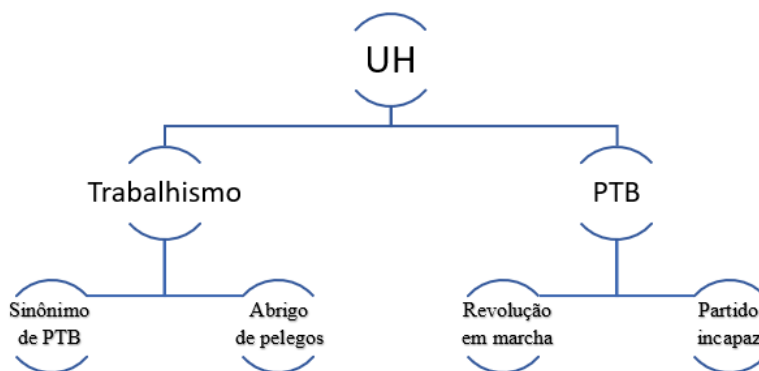 UH
Trabalhismo
PTB
Sinônimo
de PTB
Abrigo
de pelegos
Revolução
em marcha
Partido
incapaz